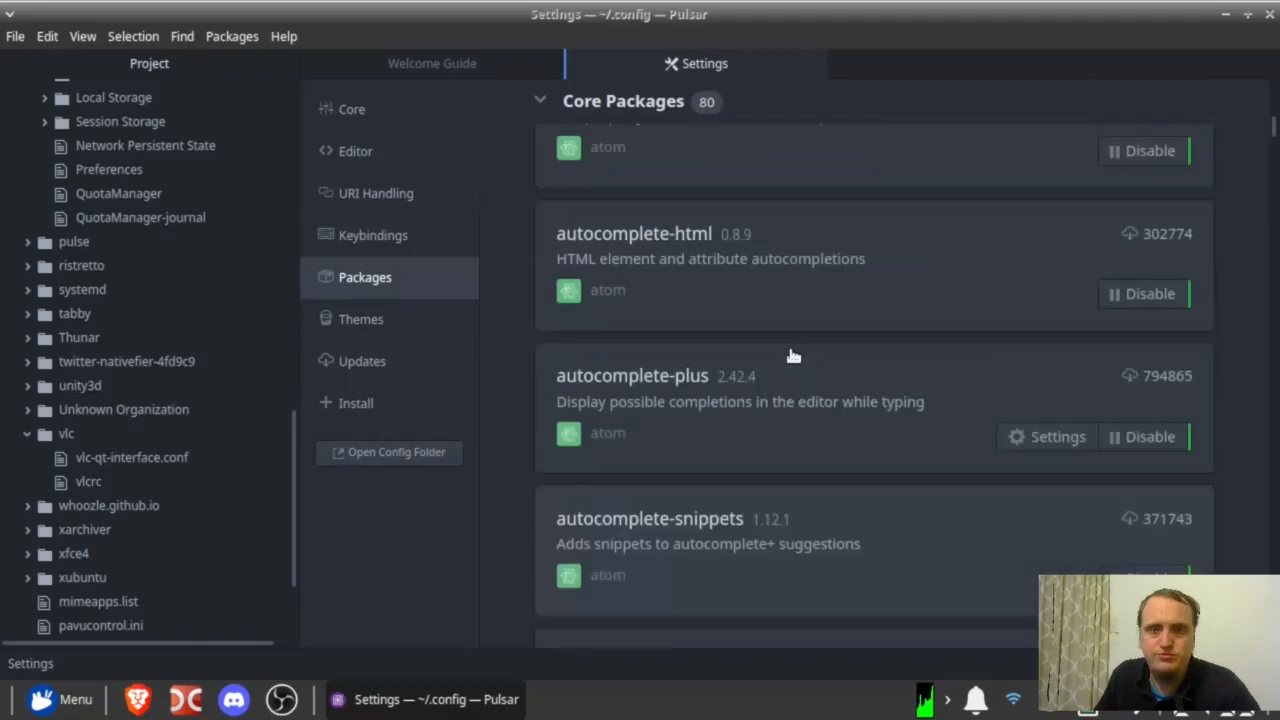 Settings — ~/.config — Pulsar
File Edit View Selection Find Packages Help
Project
Local Storage
Session Storage
Network Persistent State
Preferences
QuotaManager
QuotaManager-journal
pulse
ristretto
systemd
tabby
Thunar
twitter-nativefier-4fd9c9
unity3d
Unknown Organization
vlc
vlc-qt-interface.conf
vlcrc
whoozle.github.io
xarchiver
xfce4
xubuntu
mimeapps.list
pavucontrol.ini
Welcome Guide
Settings
Core
Editor
URI Handling
Keybindings
Packages
Themes
Updates
Install
Open Config Folder
Core Packages 80
atom
Disable
autocomplete-html 0.8.9 302774
HTML element and attribute autocompletions
atom
Disable
autocomplete-plus 2.42.4 794865
Display possible completions in the editor while typing
atom
Settings Disable
autocomplete-snippets 1.12.1 371743
Adds snippets to autocomplete+ suggestions
atom
Settings
Menu
Settings — ~/.config — Pulsar